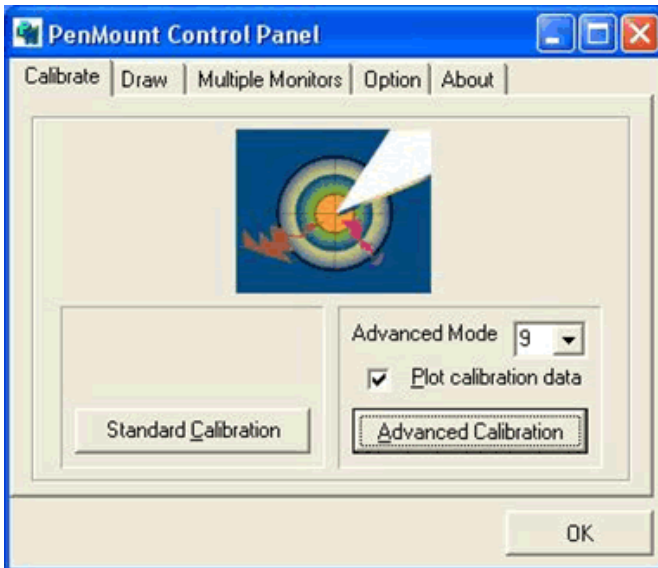 PenMount Control Panel
Calibrate Draw Multiple Monitors Option About
Advanced Mode 9
Plot calibration data
Standard Calibration
Advanced Calibration
OK